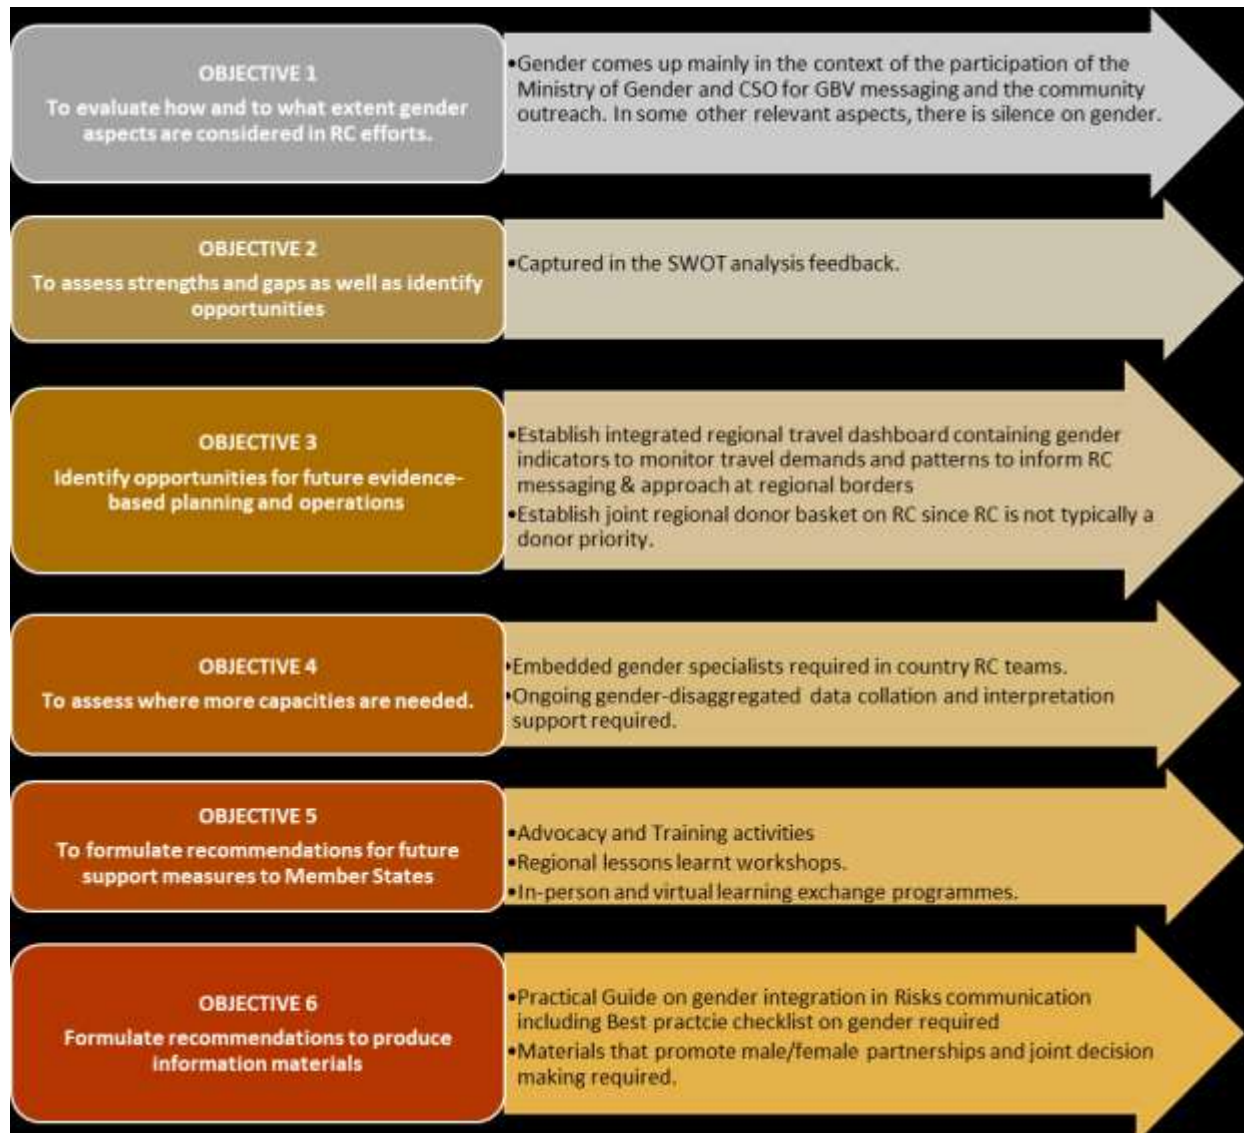 OBJECTIVE 1
To evaluate how and to what extent gender
aspects are considered in RC efforts.
•Gender comes up mainly in the context of the participation of the
Ministry of Gender and CSO for GBV messaging and the community
outreach. In some other relevant aspects, there is silence on gender.
OBJECTIVE 2
To assess strengths and gaps as well as identify
opportunities
•Captured in the SWOT analysis feedback.
OBJECTIVE 3
Identify opportunities for future evidence-
based planning and operations
•Establish integrated regional travel dashboard containing gender
indicators to monitor travel demands and patterns to inform RC
messaging & approach at regional borders
•Establish joint regional donor basket on RC since RC is not typically a
donor priority.
OBJECTIVE 4
To assess where more capacities are needed.
•Embedded gender specialists required in country RC teams.
•Ongoing gender-disaggregated data collation and interpretation
support required.
OBJECTIVE 5
To formulate recommendations for future
support measures to Member States
•Advocacy and Training activities
•Regional lessons learnt workshops.
•In-person and virtual learning exchange programmes.
OBJECTIVE 6
Formulate recommendations to produce
information materials
•Practical Guide on gender integration in Risks communication
including Best practcie checklist on gender required
•Materials that promote male/female partnerships and joint decision
making required.